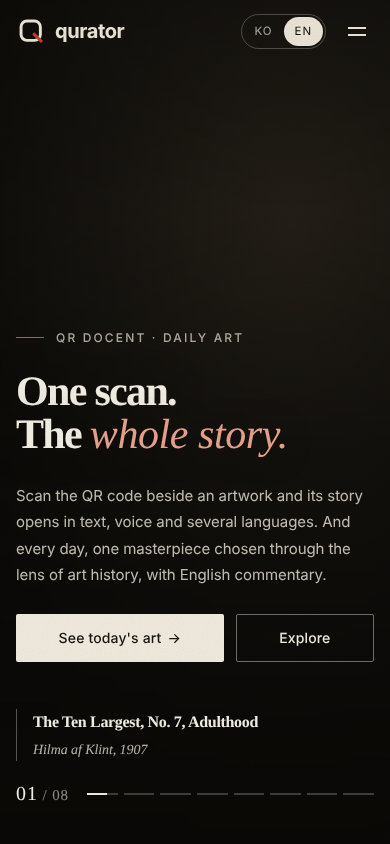 qurator
KO EN
QR DOCENT · DAILY ART
One scan.
The whole story.
Scan the QR code beside an artwork and its story
opens in text, voice and several languages. And
every day, one masterpiece chosen through the
lens of art history, with English commentary.
See today's art →
Explore
The Ten Largest, No. 7, Adulthood
Hilma af Klint, 1907
01 / 08